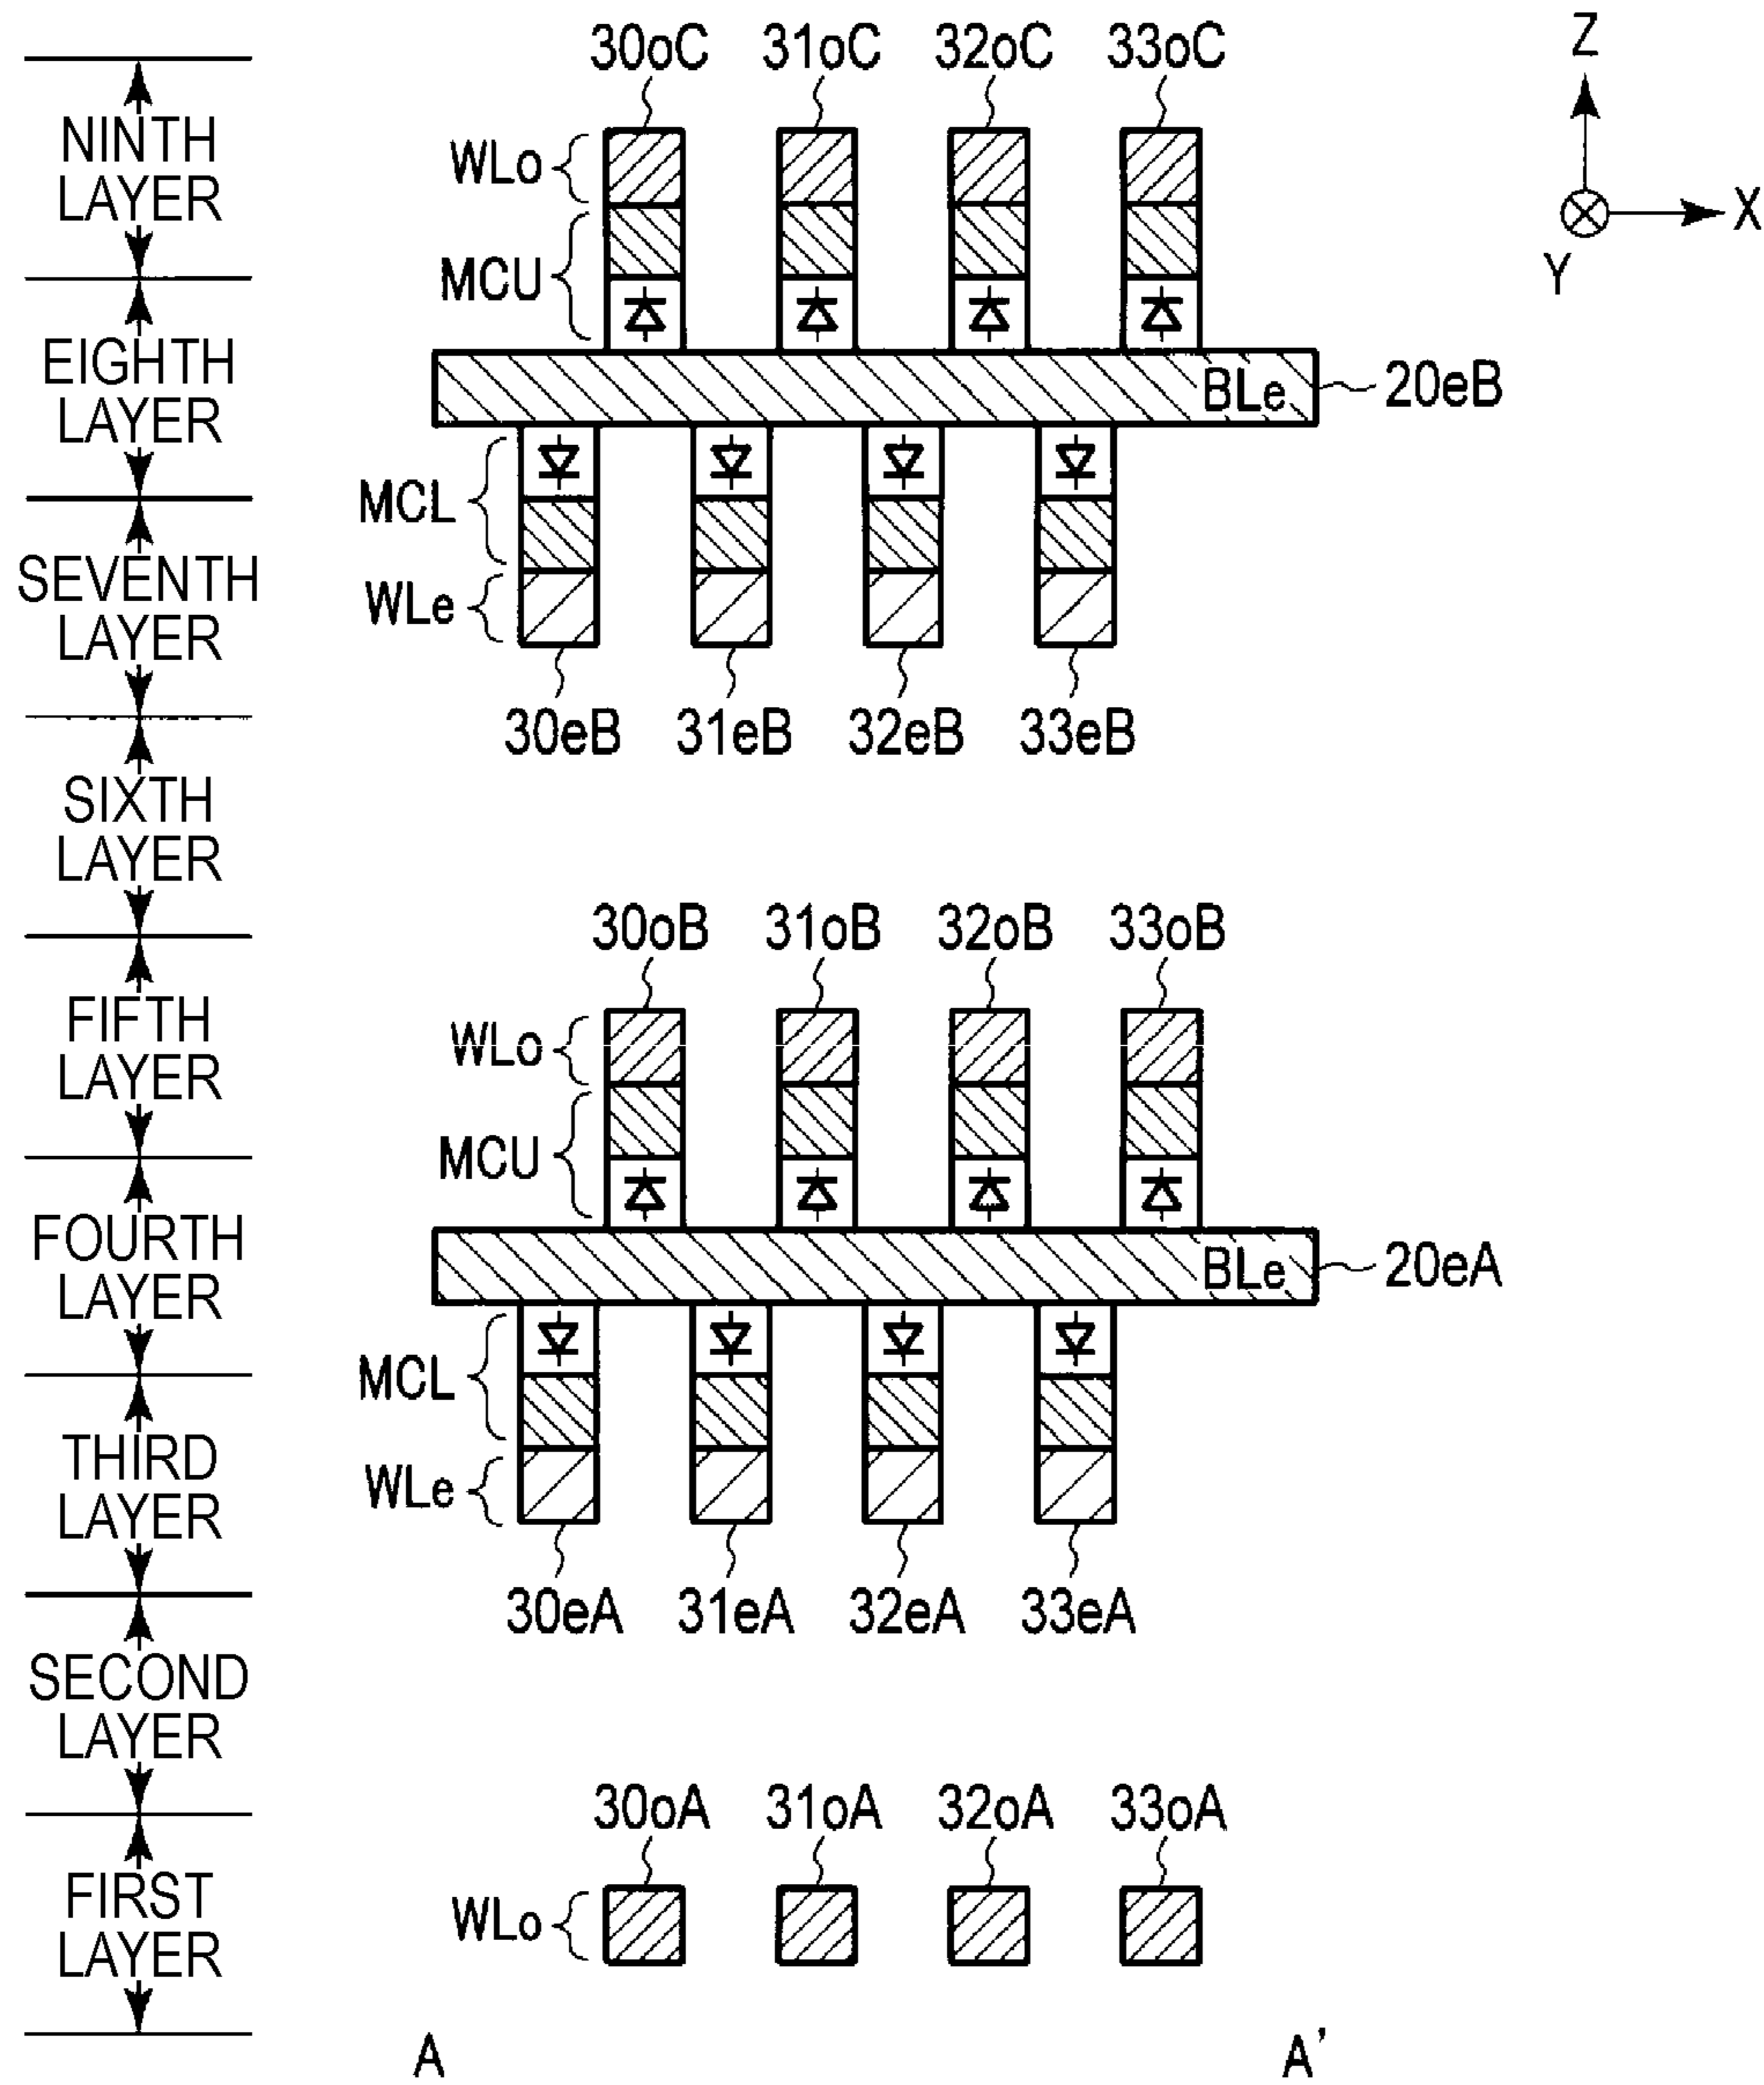 30oC 31oC 32oC 33oC
Z
X
Y
NINTH
LAYER
WLo
MCU
EIGHTH
LAYER
BLe
20eB
MCL
SEVENTH
LAYER
WLe
30eB 31eB 32eB 33eB
SIXTH
LAYER
30oB 31oB 32oB 33oB
FIFTH
LAYER
WLo
MCU
FOURTH
LAYER
BLe
20eA
MCL
THIRD
LAYER
WLe
30eA 31eA 32eA 33eA
SECOND
LAYER
30oA 31oA 32oA 33oA
FIRST
LAYER
WLo
A A'